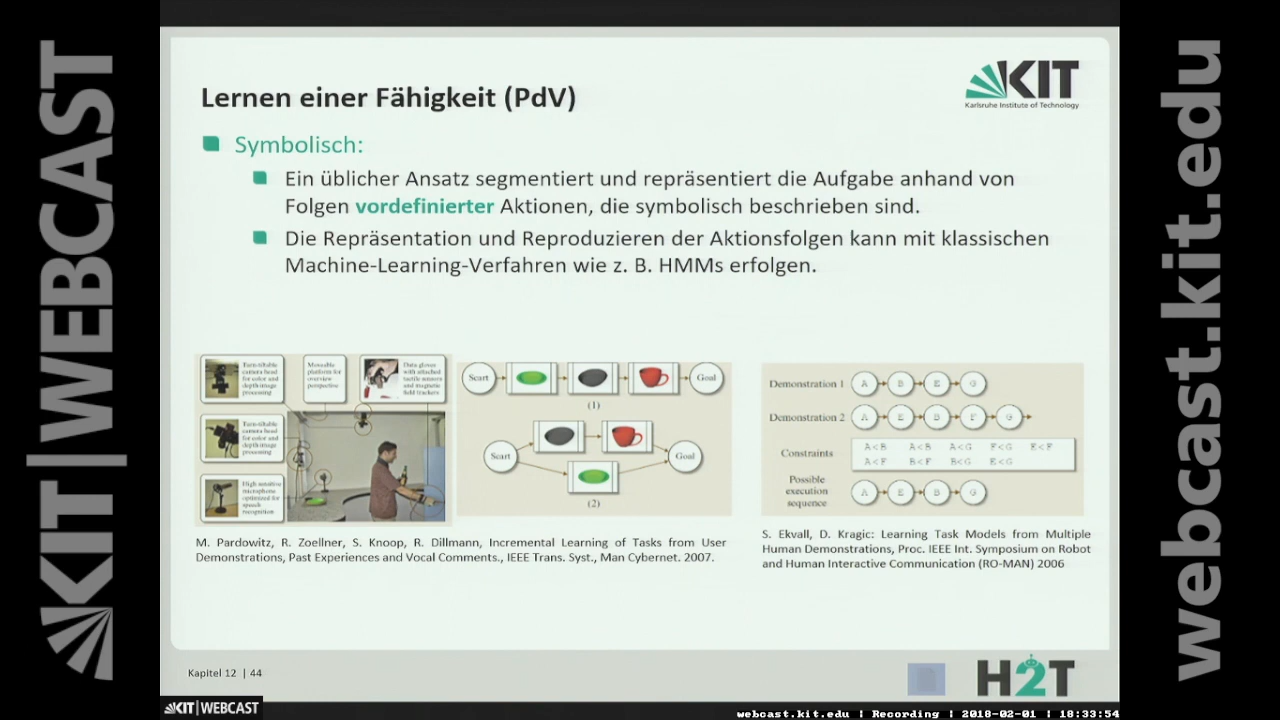 KIT | WEBCAST
webcast.kit.edu
KIT
Karlsruhe Institute of Technology
Lernen einer Fähigkeit (PdV)
Symbolisch:
Ein üblicher Ansatz segmentiert und repräsentiert die Aufgabe anhand von
Folgen vordefinierter Aktionen, die symbolisch beschrieben sind.
Die Repräsentation und Reproduzieren der Aktionsfolgen kann mit klassischen
Machine-Learning-Verfahren wie z. B. HMMs erfolgen.
Turn-tiltable
camera head
for color and
depth image
processing
Moveable
platform for
overview
perspective
Data gloves
with attached
tactile sensors
and magnetic
field trackers
Turn-tiltable
camera head
for color and
depth image
processing
High-sensitive
microphone
optimized for
speech
recognition
Start
Goal
(1)
Start
Goal
(2)
Demonstration 1 A B E G
Demonstration 2 A E B F G
Constraints
A<B A<B A<G F<G E<F
A<F B<F B<G E<G
Possible
execution
sequence
A E B G
M. Pardowitz, R. Zoellner, S. Knoop, R. Dillmann, Incremental Learning of Tasks from User
Demonstrations, Past Experiences and Vocal Comments., IEEE Trans. Syst., Man Cybernet. 2007.
S. Ekvall, D. Kragic: Learning Task Models from Multiple
Human Demonstrations, Proc. IEEE Int. Symposium on Robot
and Human Interactive Communication (RO-MAN) 2006
Kapitel 12 | 44
H2T
KIT | WEBCAST
webcast.kit.edu | Recording | 2018-02-01 | 18:33:54